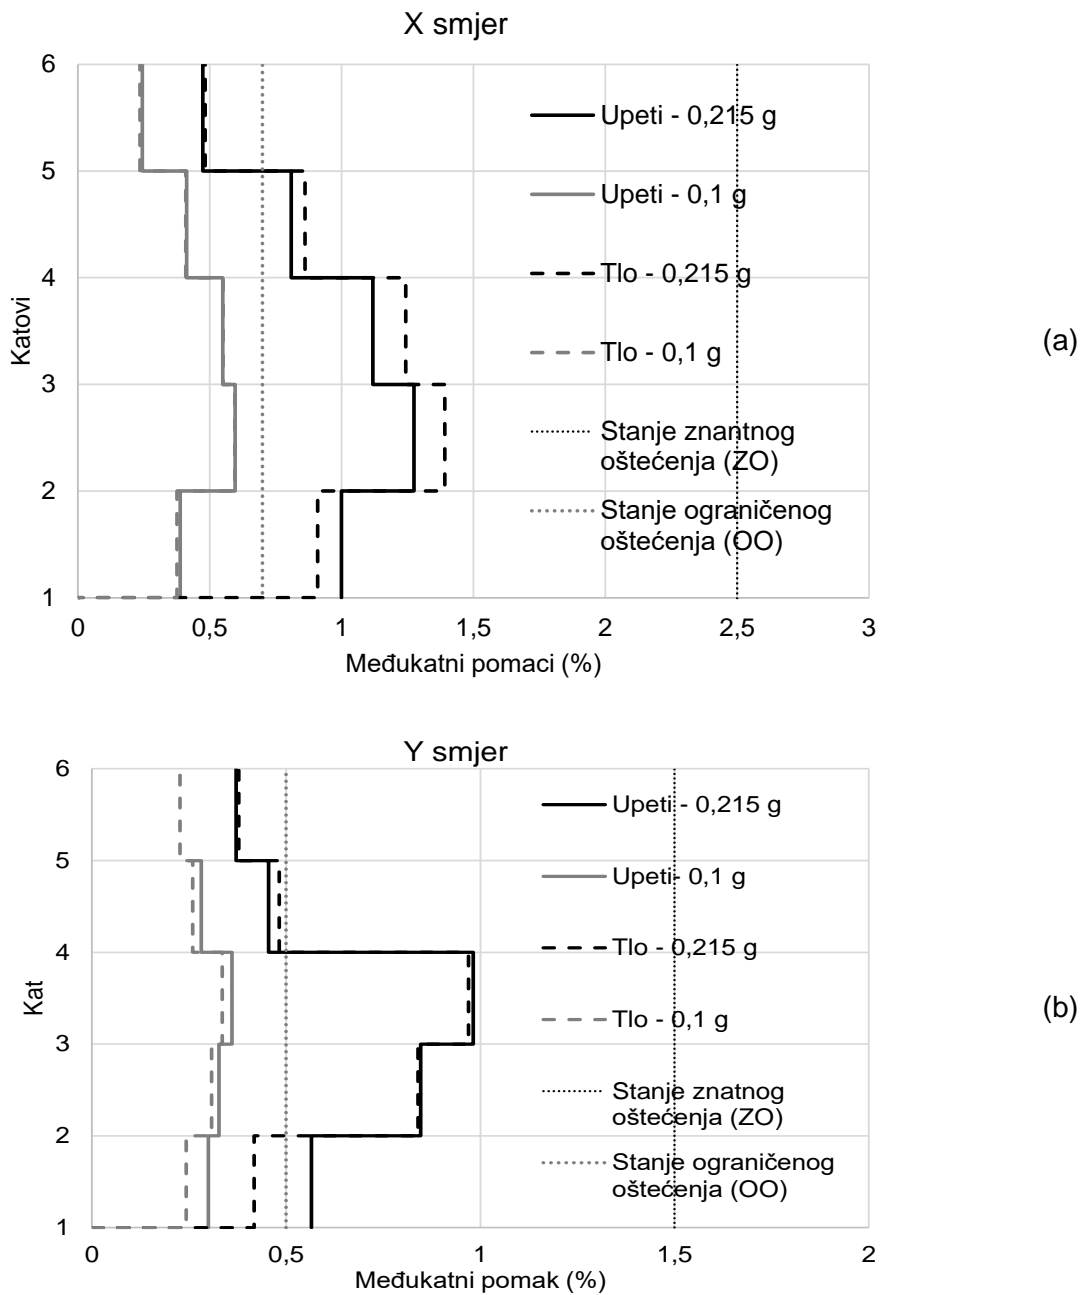 X smjer
6
5
4
3
2
1
Katovi
0
0,5
1
1,5
2
2,5
3
Međukatni pomaci (%)
Upeti - 0,215 g
Upeti - 0,1 g
Tlo - 0,215 g
Tlo - 0,1 g
Stanje znantnog
oštećenja (ZO)
Stanje ograničenog
oštećenja (OO)
(a)
Y smjer
6
5
4
3
2
1
Kat
0
0,5
1
1,5
2
Međukatni pomak (%)
Upeti - 0,215 g
Upeti- 0,1 g
Tlo - 0,215 g
Tlo - 0,1 g
Stanje znatnog
oštećenja (ZO)
Stanje ograničenog
oštećenja (OO)
(b)